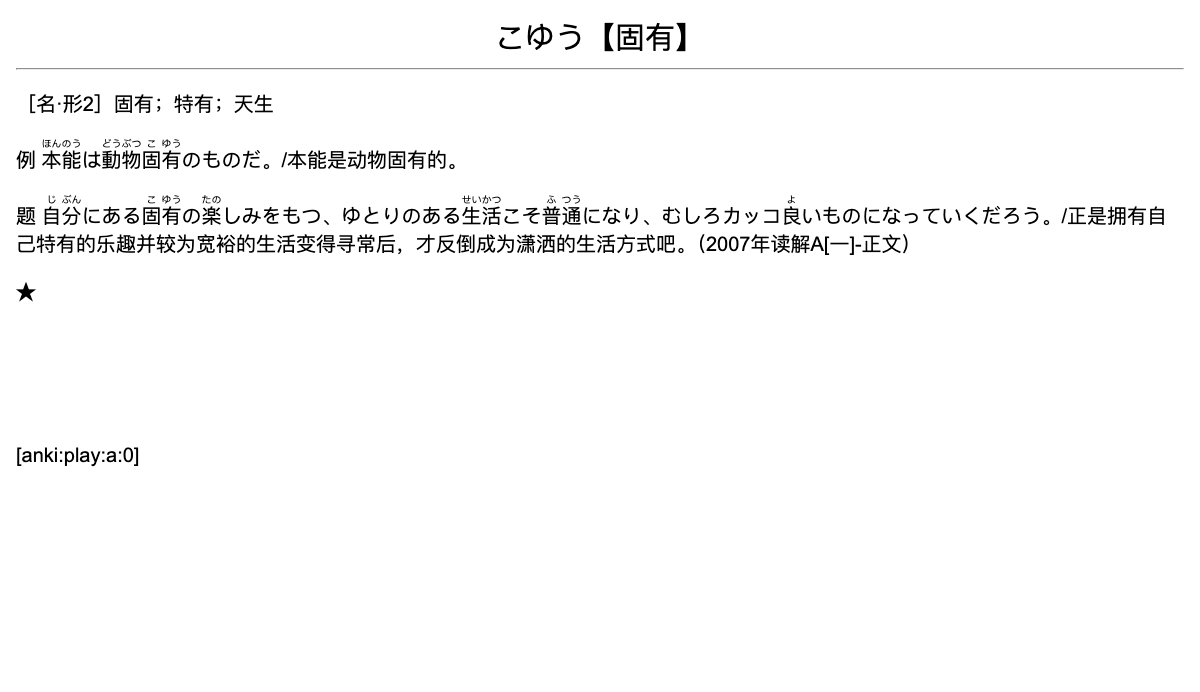 こゆう【固有】
［名·形2］固有；特有；天生
ほんのう どうぶつ こ ゆう
例 本能は動物固有のものだ。/本能是动物固有的。
じ ぶん こ ゆう たの せいかつ ふ つう よ
题 自分にある固有の楽しみをもつ、ゆとりのある生活こそ普通になり、むしろカッコ良いものになっていくだろう。/正是拥有自
己特有的乐趣并较为宽裕的生活变得寻常后，才反倒成为潇洒的生活方式吧。（2007年读解A[一]-正文）
★
[anki:play:a:0]